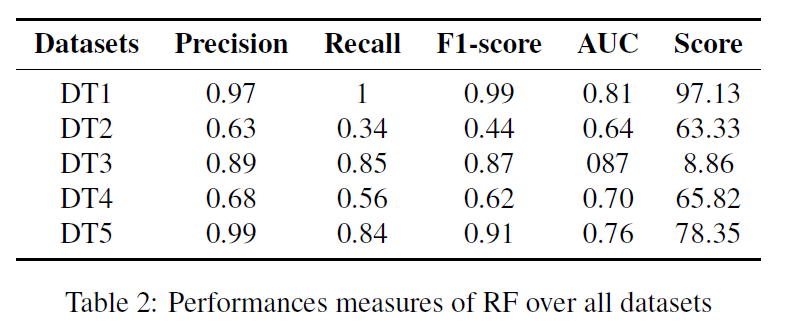 Datasets Precision Recall F1-score AUC Score
DT1 0.97 1 0.99 0.81 97.13
DT2 0.63 0.34 0.44 0.64 63.33
DT3 0.89 0.85 0.87 087 8.86
DT4 0.68 0.56 0.62 0.70 65.82
DT5 0.99 0.84 0.91 0.76 78.35
Table 2: Performances measures of RF over all datasets